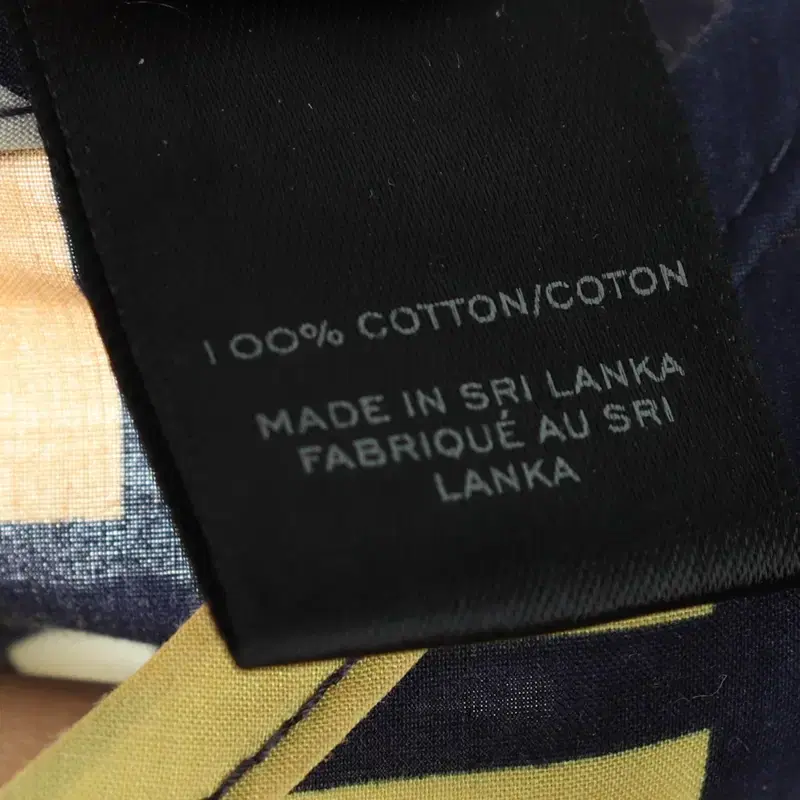 100% COTTON/COTON
MADE IN SRI LANKA
FABRIQUÉ AU SRI
LANKA